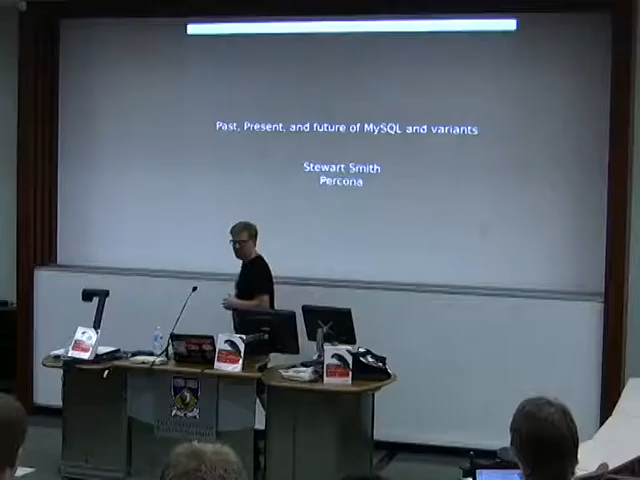 Past, Present, and future of MySQL and variants
Stewart Smith
Percona